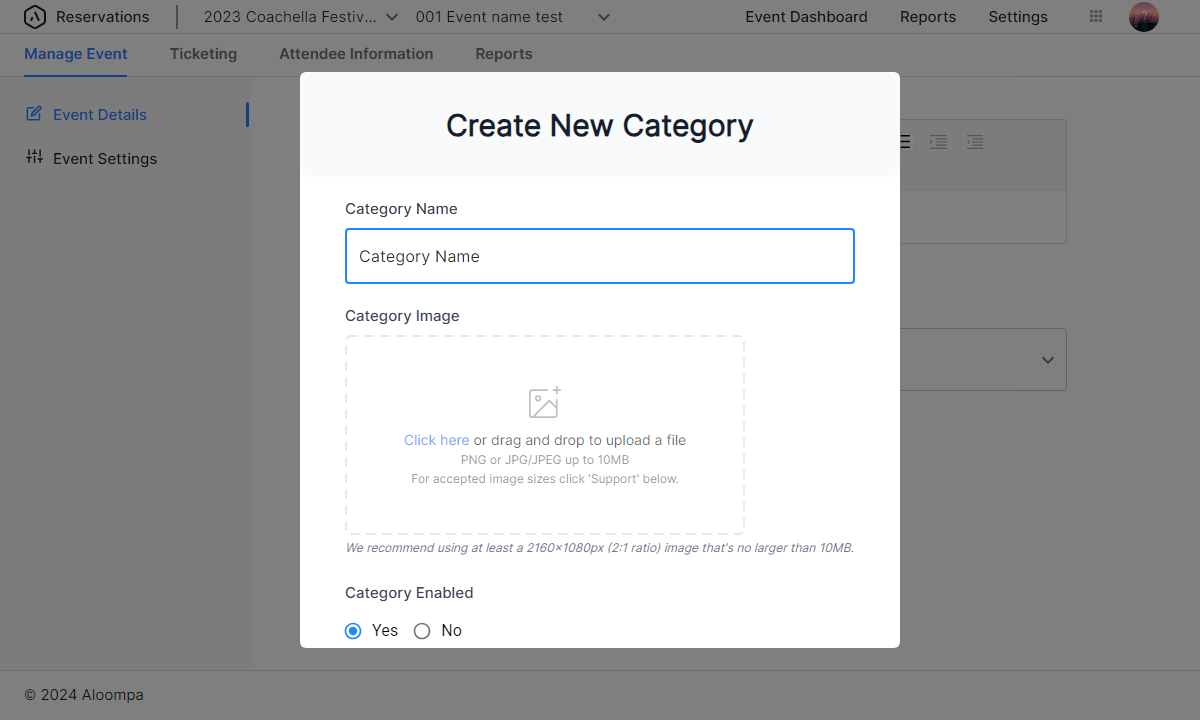 Reservations 2023 Coachella Festiv... 001 Event name test Event Dashboard Reports Settings
Manage Event Ticketing Attendee Information Reports
Event Details
Event Settings
Create New Category
Category Name
Category Name
Category Image
Click here or drag and drop to upload a file
PNG or JPG/JPEG up to 10MB
For accepted image sizes click 'Support' below.
We recommend using at least a 2160x1080px (2:1 ratio) image that's no larger than 10MB.
Category Enabled
Yes No
© 2024 Aloompa